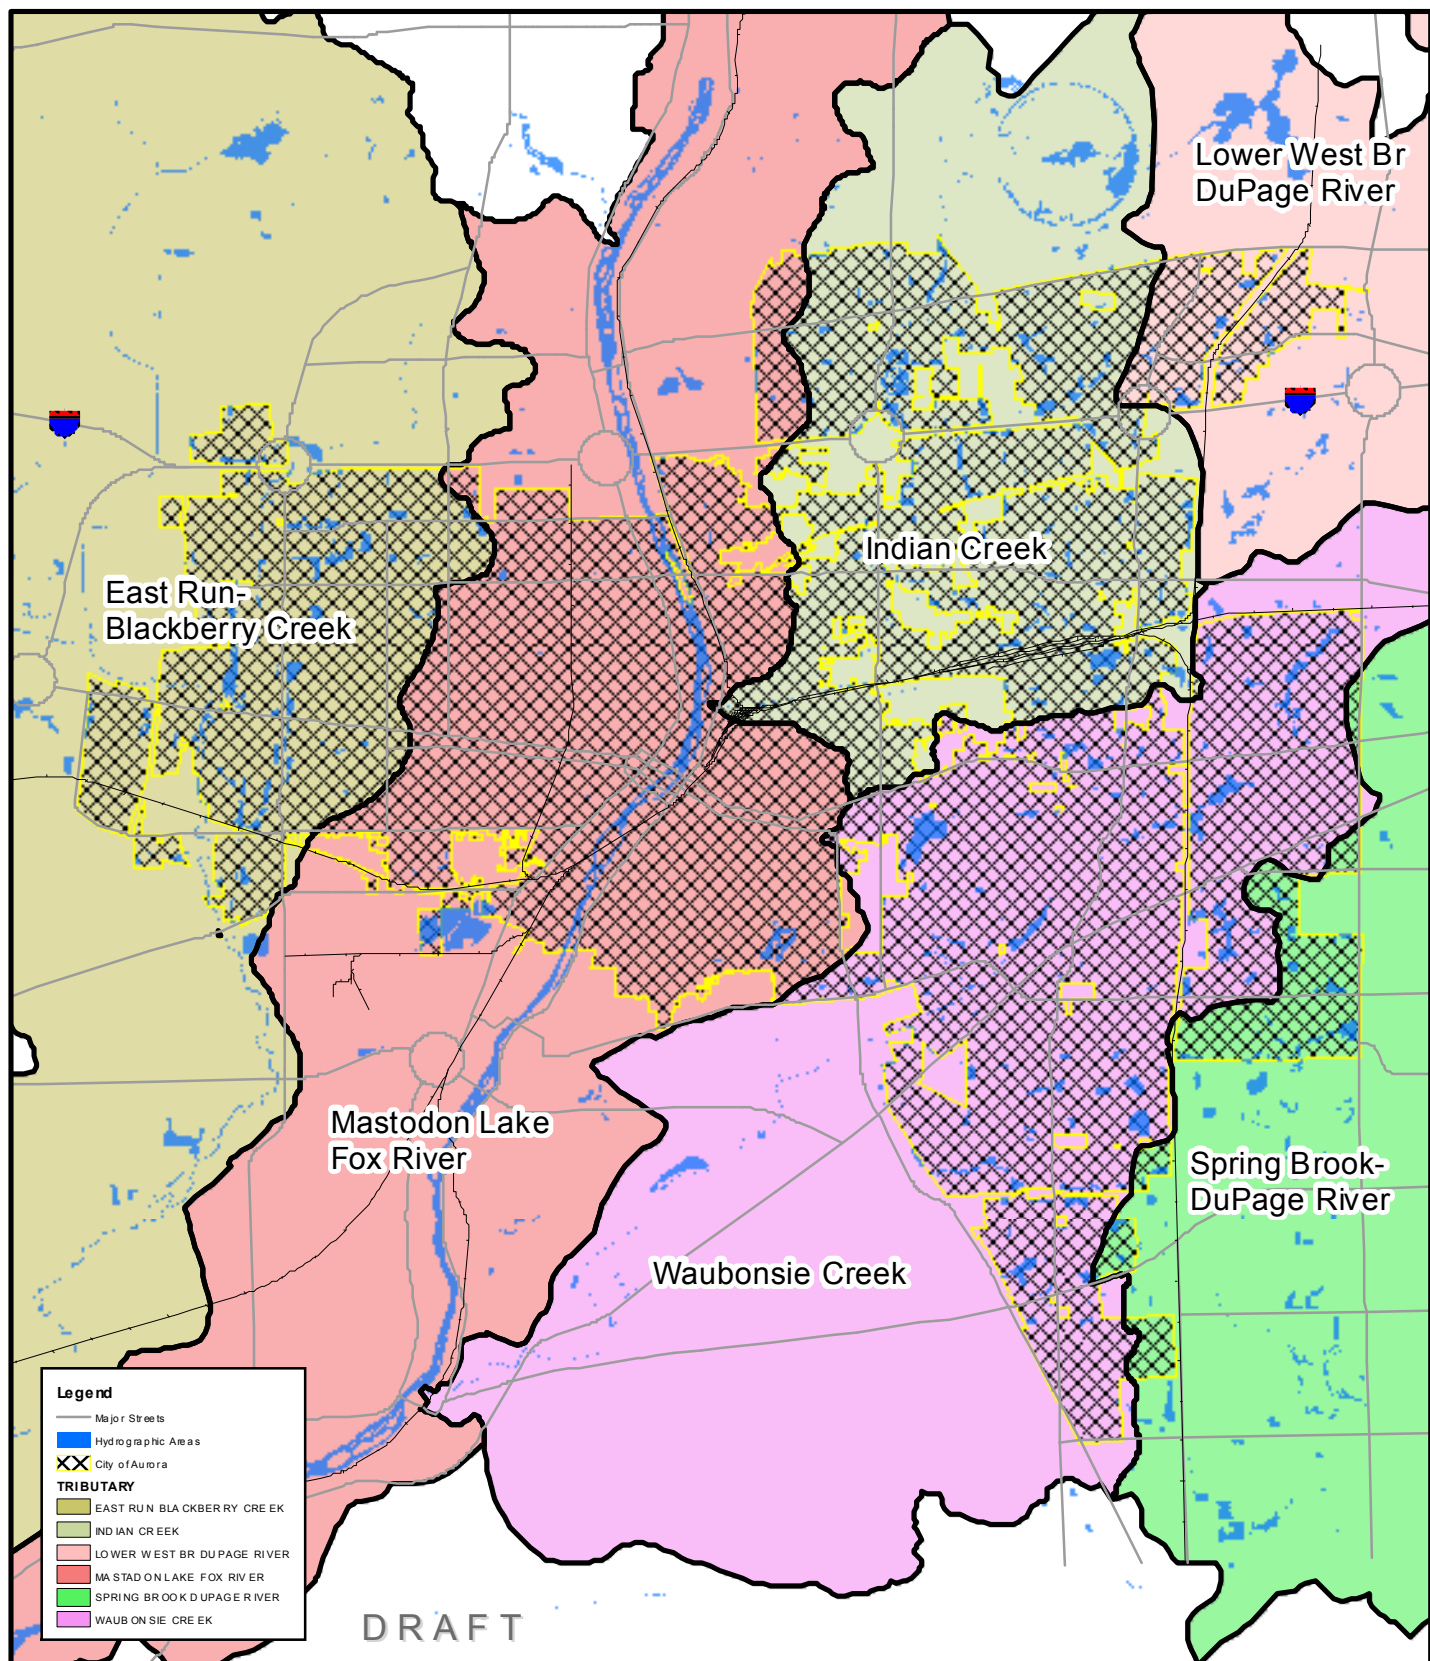 Lower West Br
DuPage River
Indian Creek
East Run-
Blackberry Creek
Mastodon Lake
Fox River
Spring Brook-
DuPage River
Waubonsie Creek
Legend
Major Streets
Hydrographic Areas
City of Aurora
TRIBUTARY
EAST RUN BLACKBERRY CREEK
INDIAN CREEK
LOWER WEST BR DUPAGE RIVER
MASTADON LAKE FOX RIVER
SPRING BROOK DUPAGE RIVER
WAUBONSIE CREEK
DRAFT